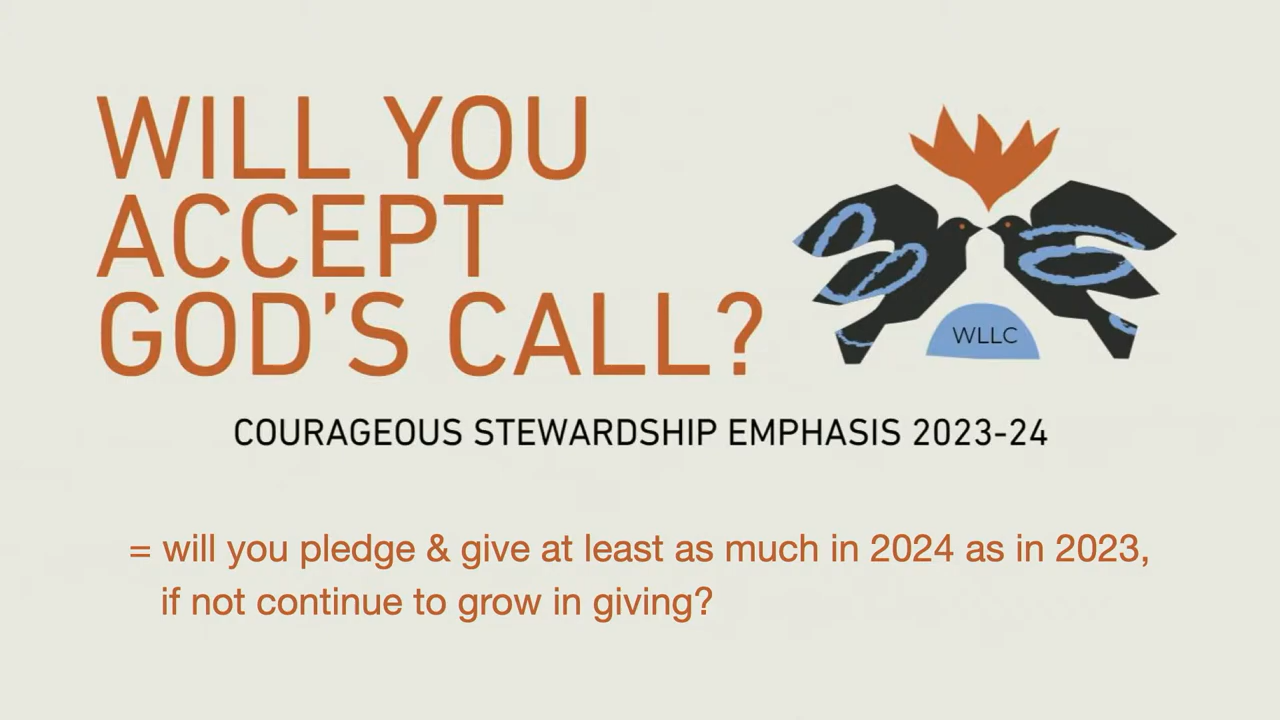 WILL YOU
ACCEPT
GOD'S CALL?
WLLC
COURAGEOUS STEWARDSHIP EMPHASIS 2023-24
= will you pledge & give at least as much in 2024 as in 2023,
if not continue to grow in giving?